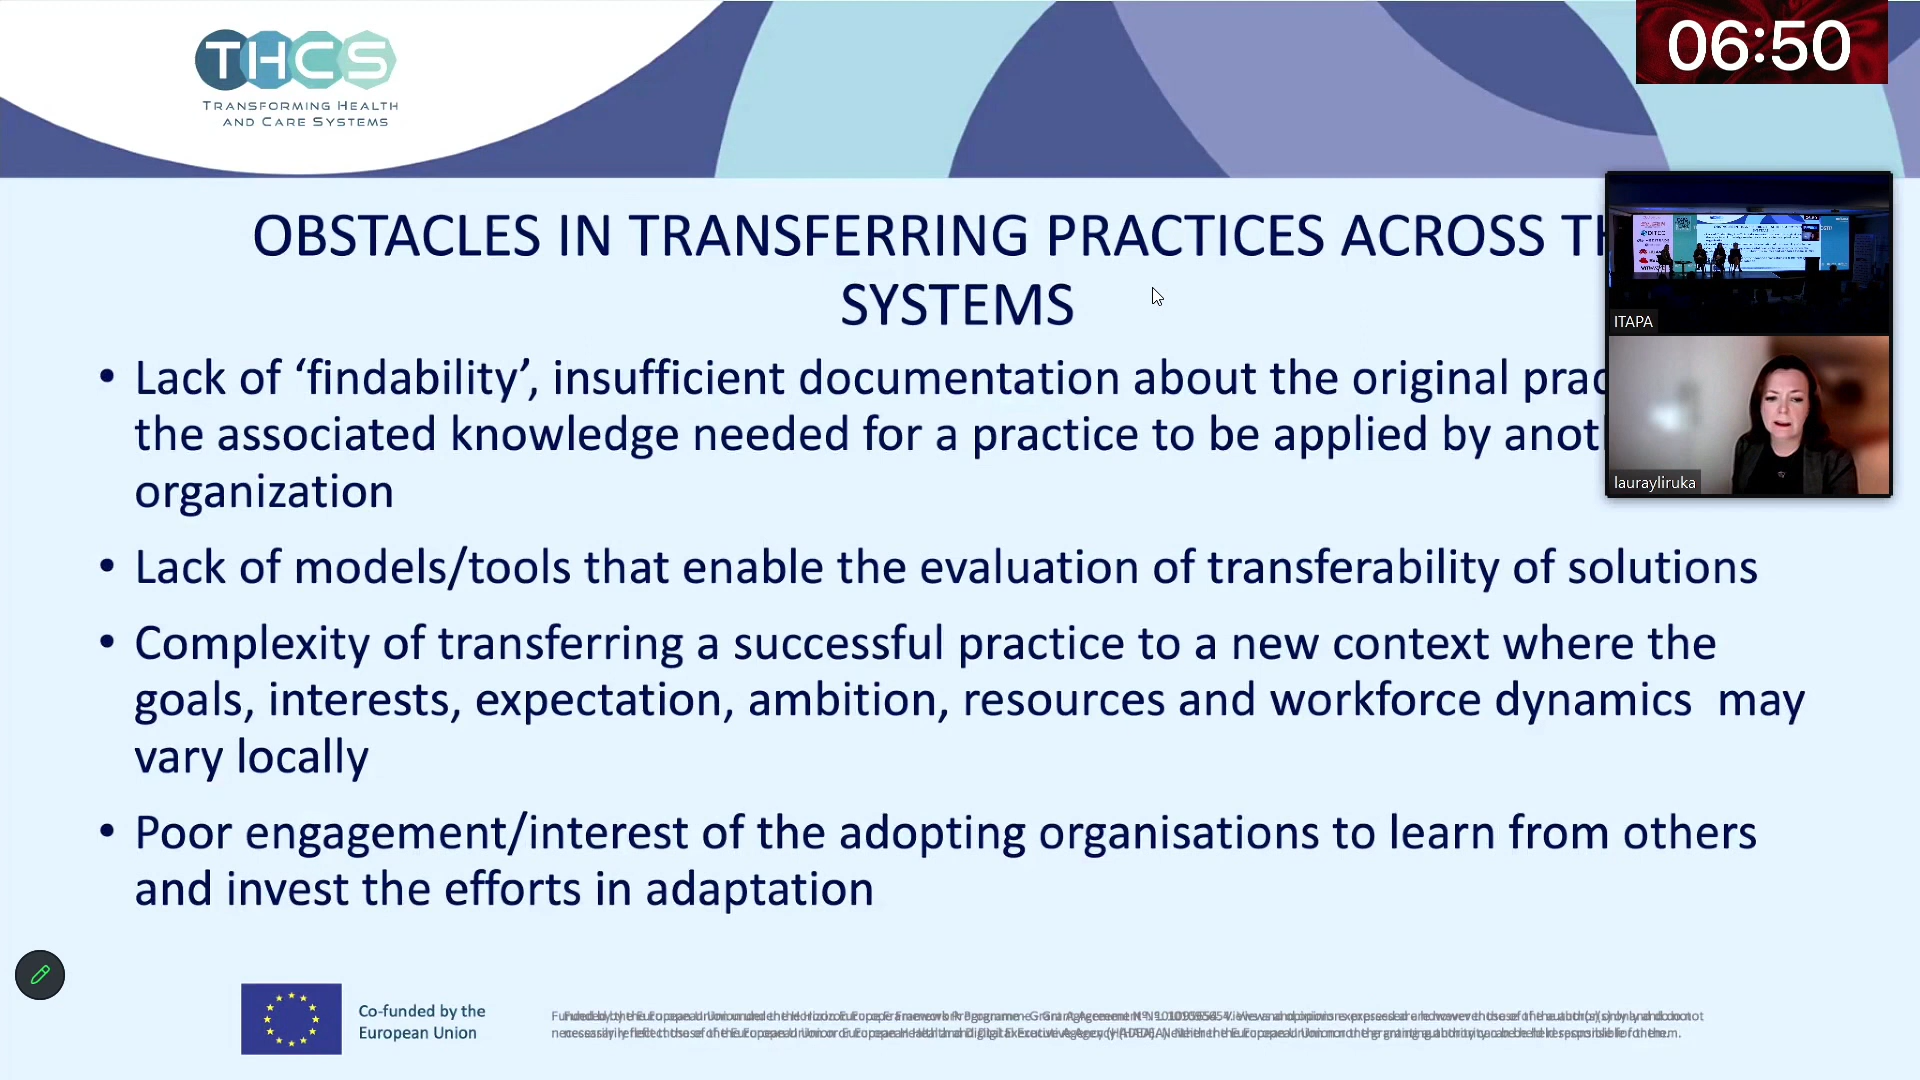 THCS
TRANSFORMING HEALTH
AND CARE SYSTEMS
06:50
OBSTACLES IN TRANSFERRING PRACTICES ACROSS
SYSTEMS
ITAPA
• Lack of ‘findability’, insufficient documentation about the original
the associated knowledge needed for a practice to be applied by
organization
laurayliruka
• Lack of models/tools that enable the evaluation of transferability of solutions
• Complexity of transferring a successful practice to a new context where the
goals, interests, expectation, ambition, resources and workforce dynamics may
vary locally
• Poor engagement/interest of the adopting organisations to learn from others
and invest the efforts in adaptation
Co-funded by the
European Union